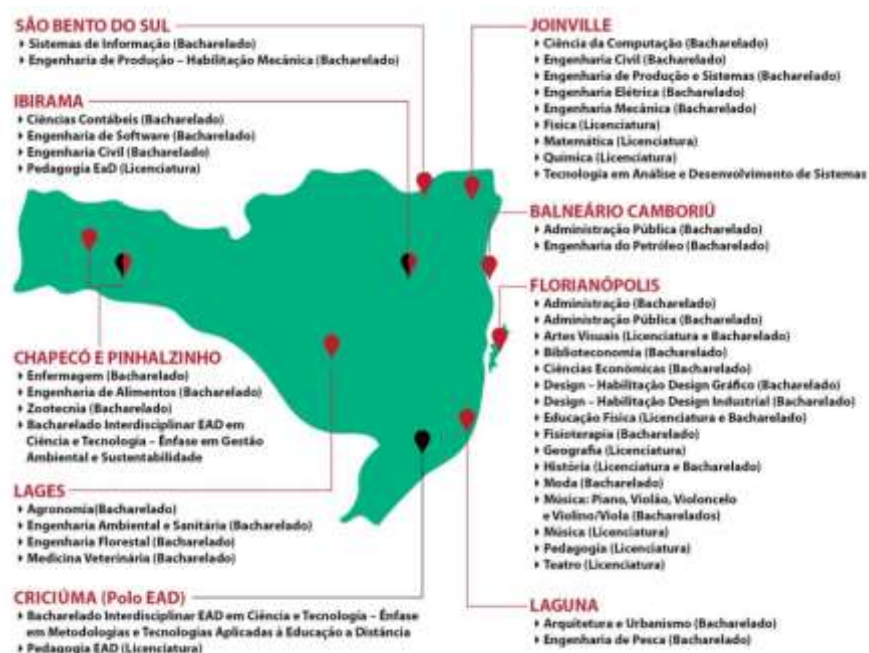 SÃO BENTO DO SUL
Sistemas de Informação (Bacharelado)
Engenharia de Produção – Habilitação Mecânica (Bacharelado)
IBIRAMA
Ciências Contábeis (Bacharelado)
Engenharia de Software (Bacharelado)
Engenharia Civil (Bacharelado)
Pedagogia EaD (Licenciatura)
CHAPECÓ E PINHALZINHO
Enfermagem (Bacharelado)
Engenharia de Alimentos (Bacharelado)
Zootecnia (Bacharelado)
Bacharelado Interdisciplinar EAD em
Ciência e Tecnologia – Ênfase em Gestão
Ambiental e Sustentabilidade
LAGES
Agronomia(Bacharelado)
Engenharia Ambiental e Sanitária (Bacharelado)
Engenharia Florestal (Bacharelado)
Medicina Veterinária (Bacharelado)
CRICIÚMA (Polo EAD)
Bacharelado Interdisciplinar EAD em Ciência e Tecnologia – Ênfase
em Metodologias e Tecnologias Aplicadas à Educação a Distância
Pedagogia EAD (Licenciatura)
JOINVILLE
Ciência da Computação (Bacharelado)
Engenharia Civil (Bacharelado)
Engenharia de Produção e Sistemas (Bacharelado)
Engenharia Elétrica (Bacharelado)
Engenharia Mecânica (Bacharelado)
Física (Licenciatura)
Matemática (Licenciatura)
Química (Licenciatura)
Tecnologia em Análise e Desenvolvimento de Sistemas
BALNEÁRIO CAMBORIÚ
Administração Pública (Bacharelado)
Engenharia do Petróleo (Bacharelado)
FLORIANÓPOLIS
Administração (Bacharelado)
Administração Pública (Bacharelado)
Artes Visuais (Licenciatura e Bacharelado)
Biblioteconomia (Bacharelado)
Ciências Econômicas (Bacharelado)
Design – Habilitação Design Gráfico (Bacharelado)
Design – Habilitação Design Industrial (Bacharelado)
Educação Física (Licenciatura e Bacharelado)
Fisioterapia (Bacharelado)
Geografia (Licenciatura)
História (Licenciatura e Bacharelado)
Moda (Bacharelado)
Música: Piano, Violão, Violoncelo
e Violino/Viola (Bacharelados)
Música (Licenciatura)
Pedagogia (Licenciatura)
Teatro (Licenciatura)
LAGUNA
Arquitetura e Urbanismo (Bacharelado)
Engenharia de Pesca (Bacharelado)